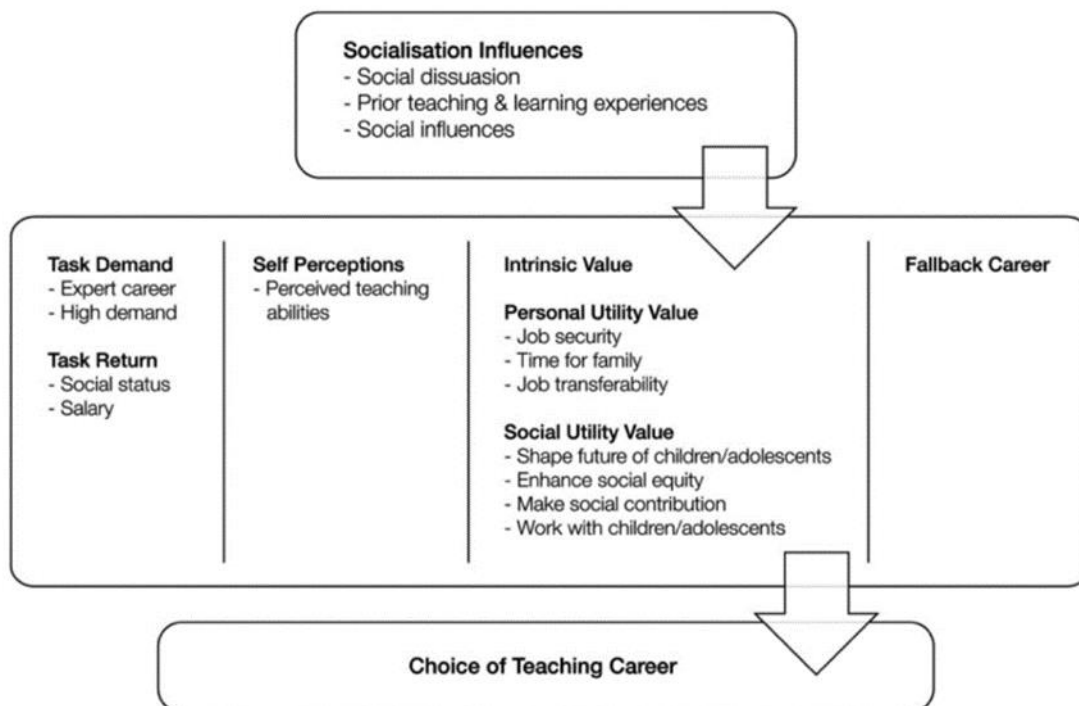 Socialisation Influences
- Social dissuasion
- Prior teaching & learning experiences
- Social influences
Task Demand
- Expert career
- High demand
Task Return
- Social status
- Salary
Self Perceptions
- Perceived teaching
abilities
Intrinsic Value
Personal Utility Value
- Job security
- Time for family
- Job transferability
Social Utility Value
- Shape future of children/adolescents
- Enhance social equity
- Make social contribution
- Work with children/adolescents
Fallback Career
Choice of Teaching Career